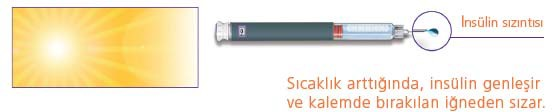 İnsülin sızıntısı
Sıcaklık arttığında, insülin genleşir
ve kalemde bırakılan iğneden sızar.